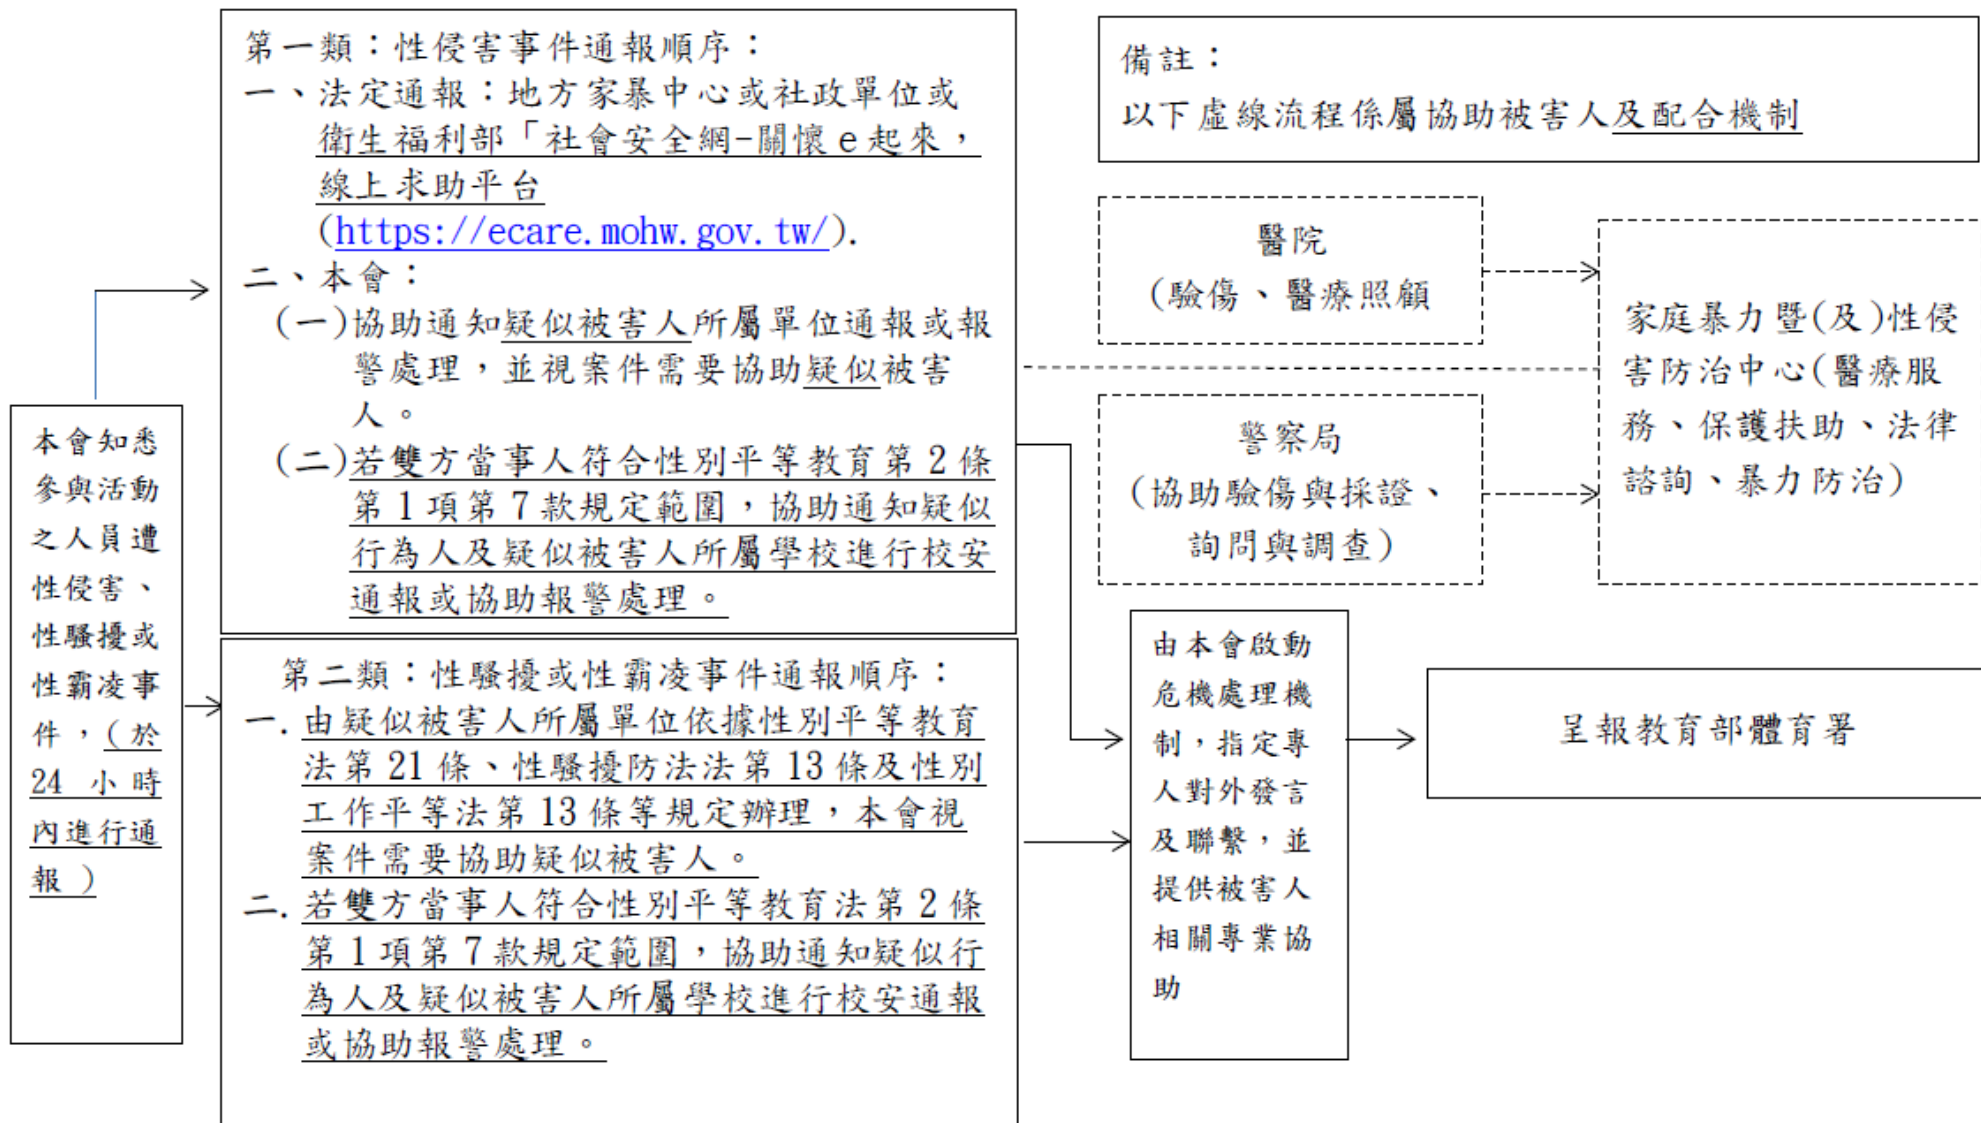 本會知悉
參與活動
之人員遭
性侵害、
性騷擾或
性霸凌事
件，(於
24 小時
內進行通
報 )
第一類：性侵害事件通報順序：
一、法定通報：地方家暴中心或社政單位或
衛生福利部「社會安全網-關懷 e 起來，
線上求助平台
(https://ecare.mohw.gov.tw/).
二、本會：
(一)協助通知疑似被害人所屬單位通報或報
警處理，並視案件需要協助疑似被害
人。
(二)若雙方當事人符合性別平等教育第 2 條
第 1 項第 7 款規定範圍，協助通知疑似
行為人及疑似被害人所屬學校進行校安
通報或協助報警處理。
第二類：性騷擾或性霸凌事件通報順序：
一. 由疑似被害人所屬單位依據性別平等教育
法第 21 條、性騷擾防法法第 13 條及性別
工作平等法第 13 條等規定辦理，本會視
案件需要協助疑似被害人。
二. 若雙方當事人符合性別平等教育法第 2 條
第 1 項第 7 款規定範圍，協助通知疑似行
為人及疑似被害人所屬學校進行校安通報
或協助報警處理。
備註：
以下虛線流程係屬協助被害人及配合機制
醫院
(驗傷、醫療照顧
警察局
(協助驗傷與採證、
詢問與調查)
家庭暴力暨(及)性侵
害防治中心(醫療服
務、保護扶助、法律
諮詢、暴力防治)
由本會啟動
危機處理機
制，指定專
人對外發言
及聯繫，並
提供被害人
相關專業協
助
呈報教育部體育署